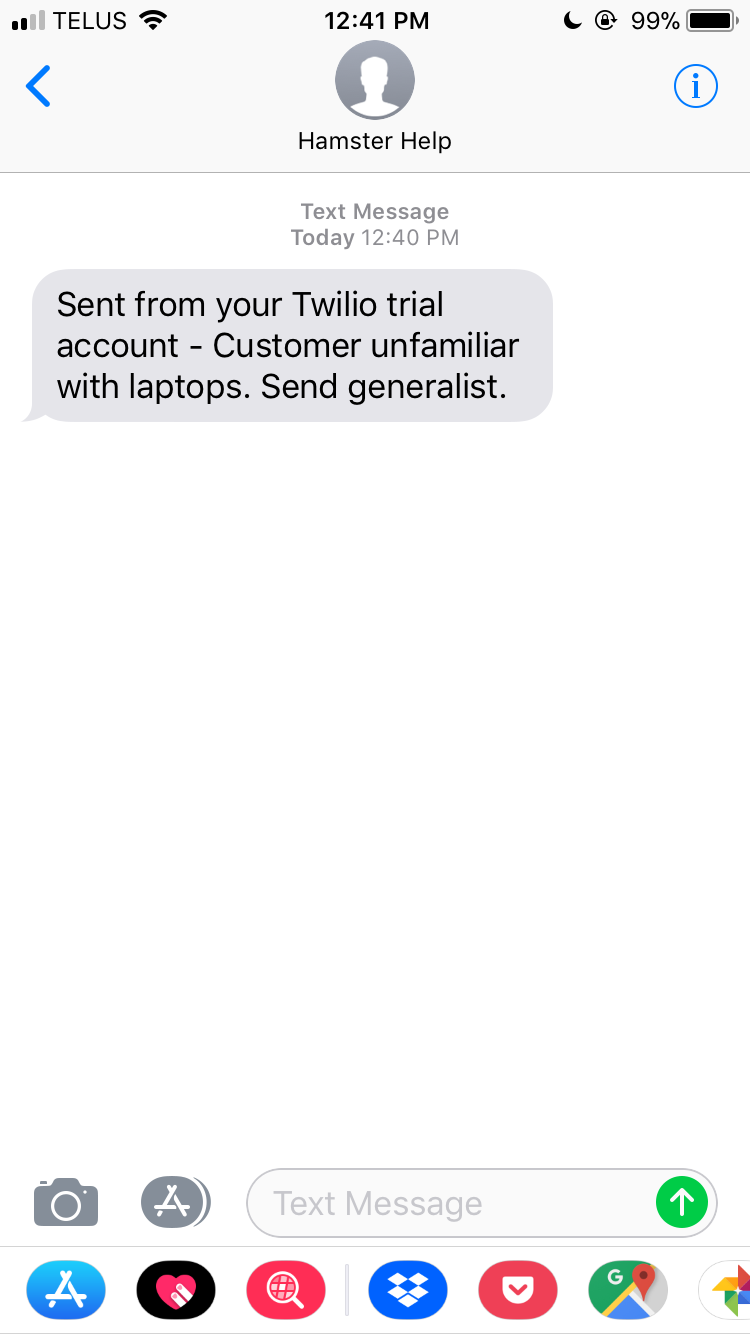 TELUS 12:41 PM 99%
Hamster Help
Text Message
Today 12:40 PM
Sent from your Twilio trial
account - Customer unfamiliar
with laptops. Send generalist.
Text Message
G